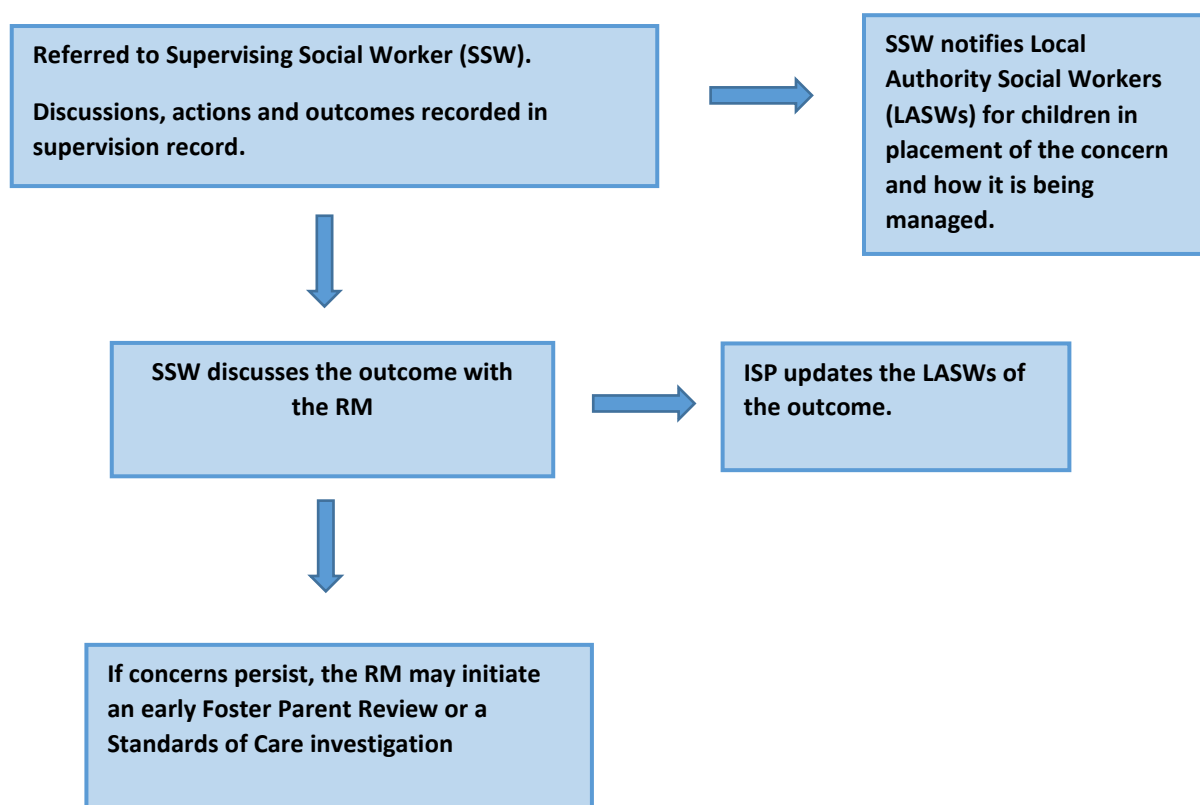 Referred to Supervising Social Worker (SSW).
Discussions, actions and outcomes recorded in
supervision record.
SSW notifies Local
Authority Social Workers
(LASWs) for children in
placement of the concern
and how it is being
managed.
SSW discusses the outcome with
the RM
ISP updates the LASWs of
the outcome.
If concerns persist, the RM may initiate
an early Foster Parent Review or a
Standards of Care investigation